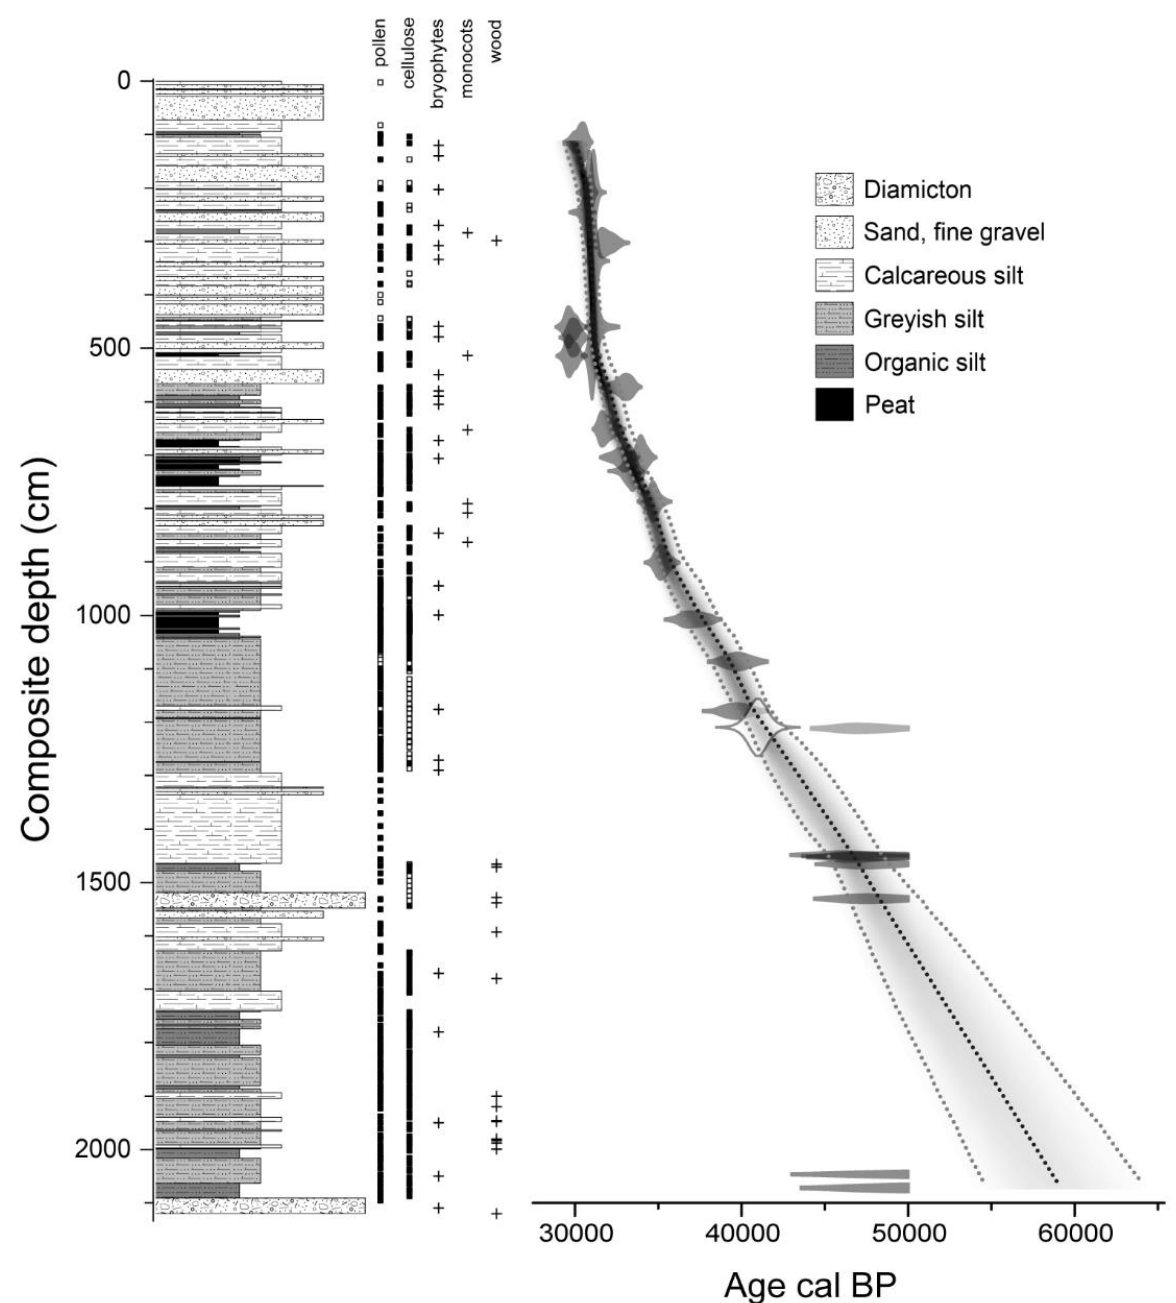 pollen
cellulose
bryophytes
monocots
wood
0
500
1000
1500
2000
Composite depth (cm)
Diamicton
Sand, fine gravel
Calcareous silt
Greyish silt
Organic silt
Peat
30000 40000 50000 60000
Age cal BP